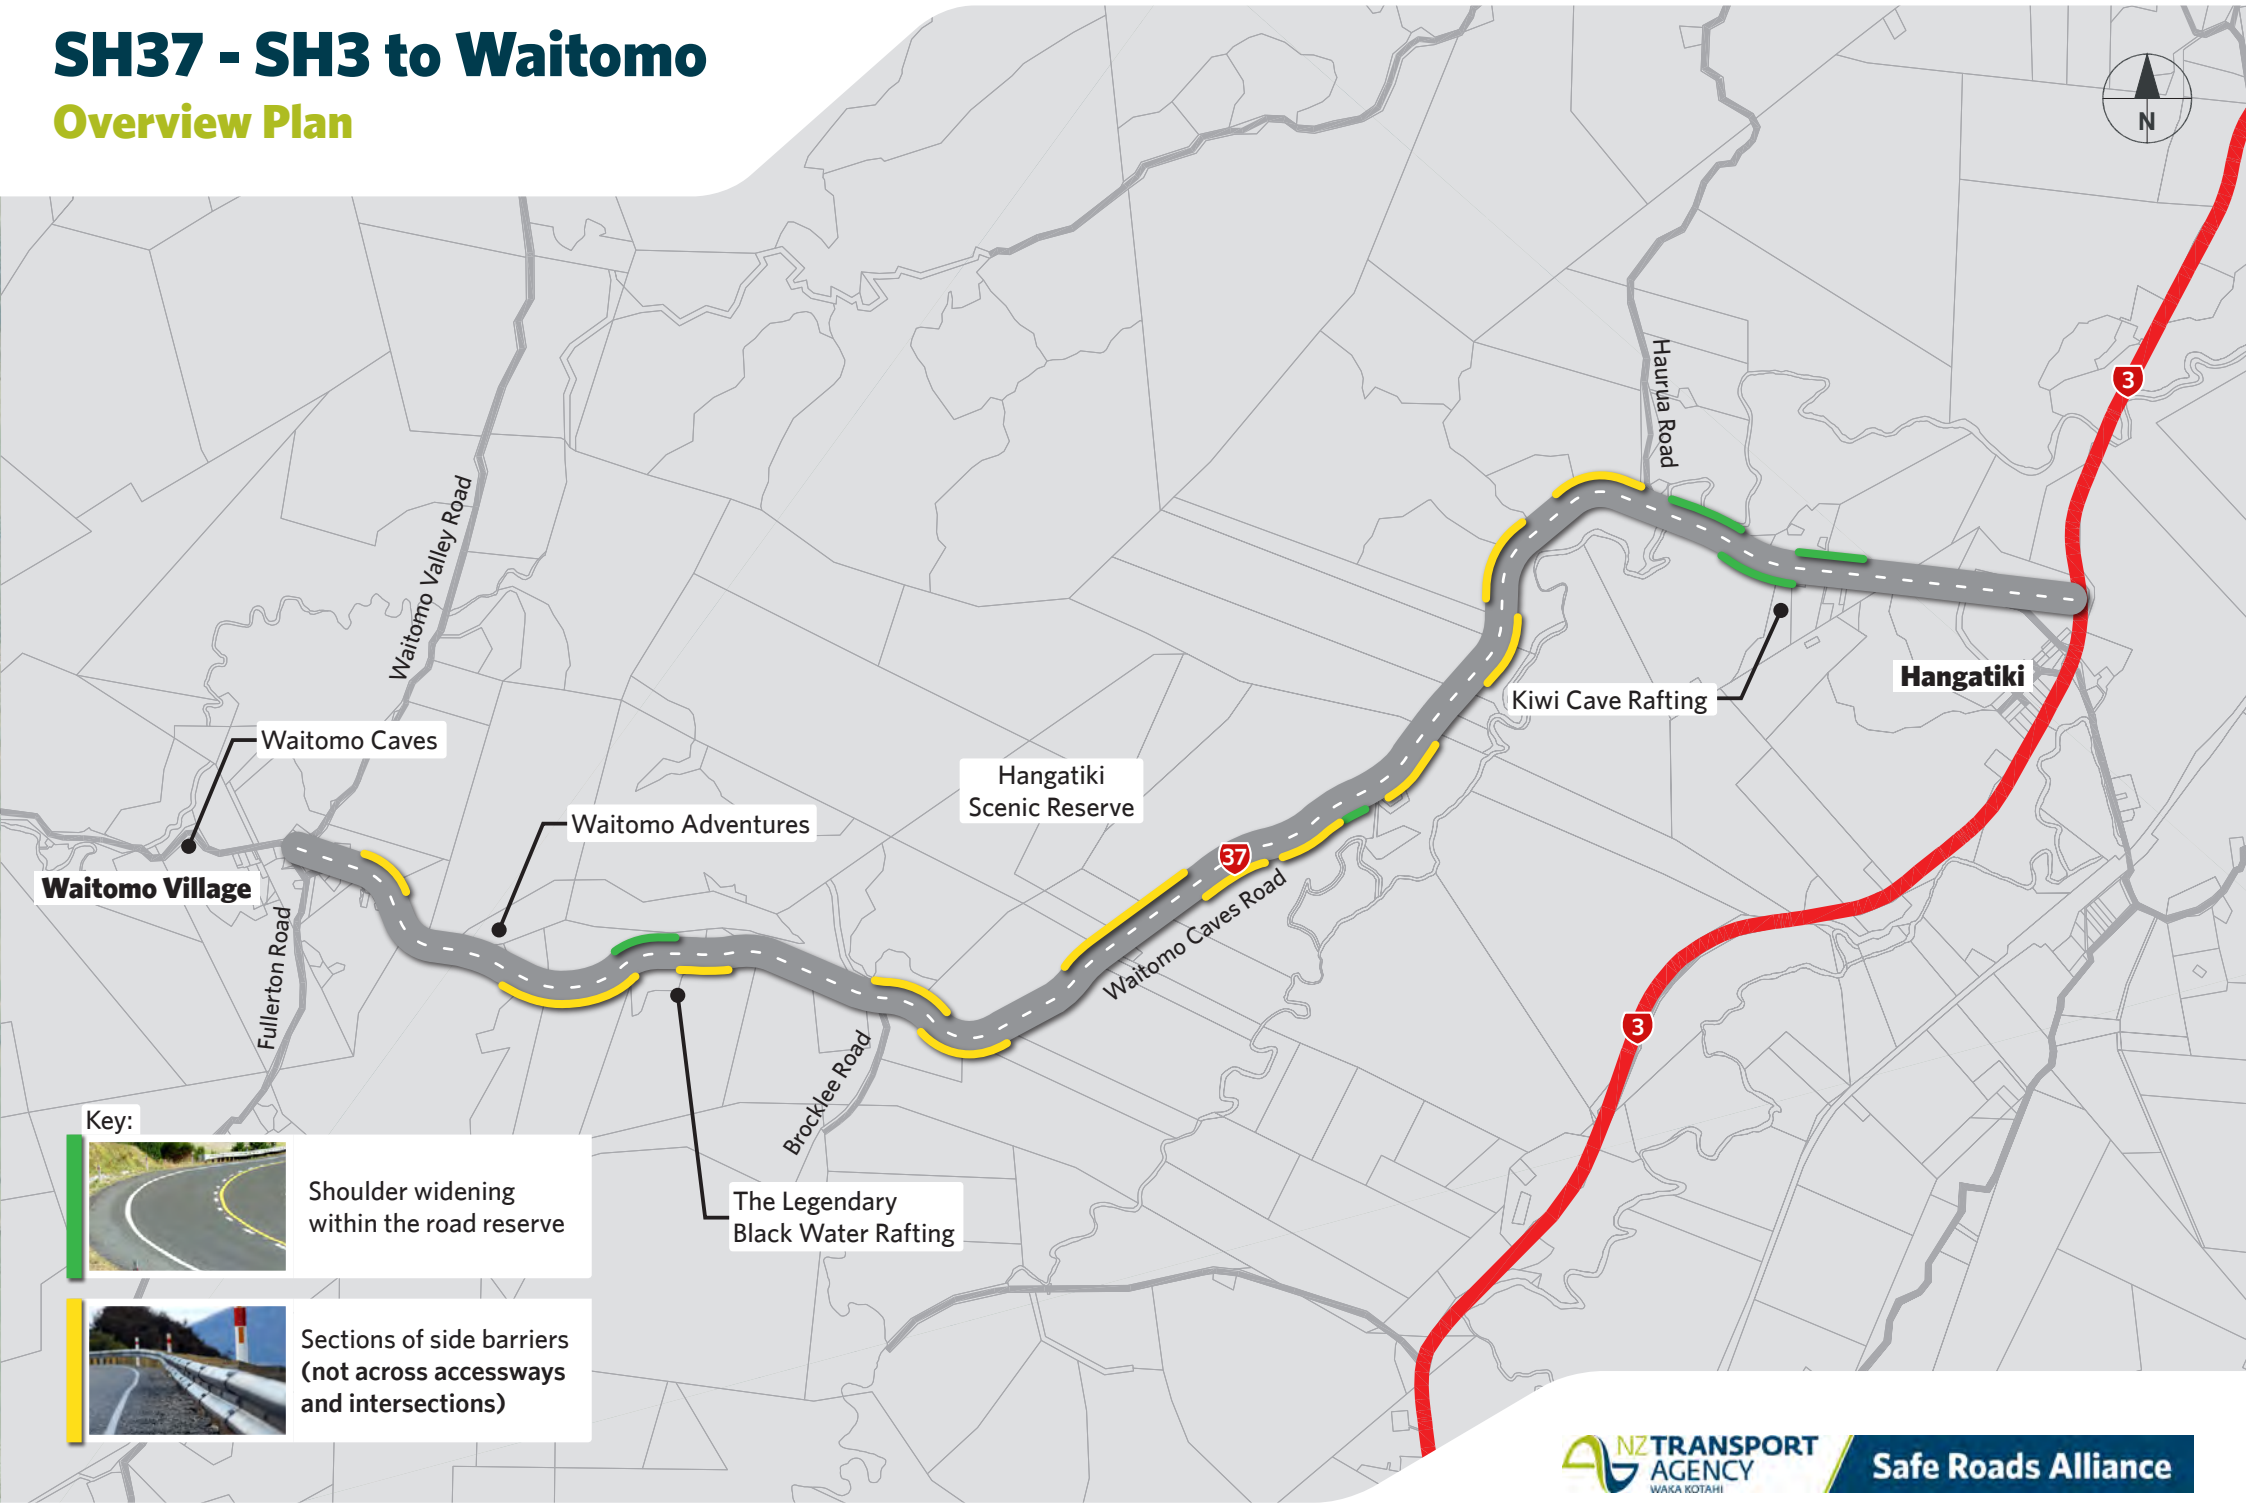 SH37 - SH3 to Waitomo
Overview Plan
N
3
Haurua Road
Waitomo Valley Road
Hangatiki
Kiwi Cave Rafting
Waitomo Caves
Hangatiki
Scenic Reserve
Waitomo Adventures
37
Waitomo Village
Waitomo Caves Road
Fullerton Road
3
Brocklee Road
Key:
Shoulder widening
within the road reserve
The Legendary
Black Water Rafting
Sections of side barriers
(not across accessways
and intersections)
NZ TRANSPORT
AGENCY
WAKA KOTAHI
Safe Roads Alliance